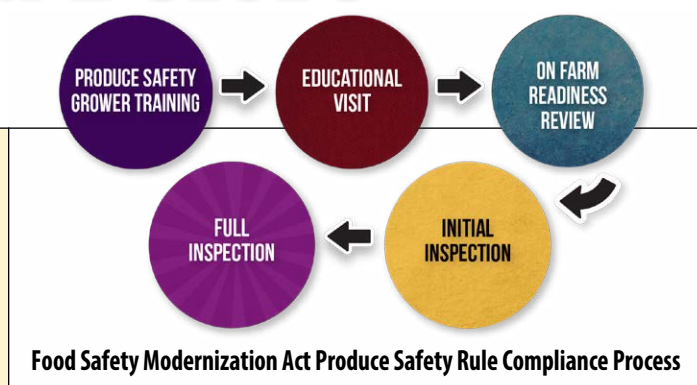 PRODUCE SAFETY
GROWER TRAINING
EDUCATIONAL
VISIT
ON FARM
READINESS
REVIEW
INITIAL
INSPECTION
FULL
INSPECTION
Food Safety Modernization Act Produce Safety Rule Compliance Process